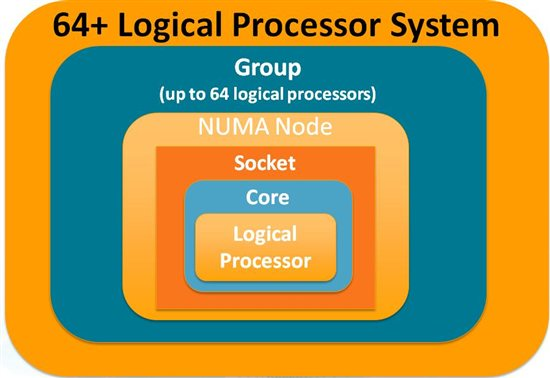 64+ Logical Processor System
Group
(up to 64 logical processors)
NUMA Node
Socket
Core
Logical
Processor